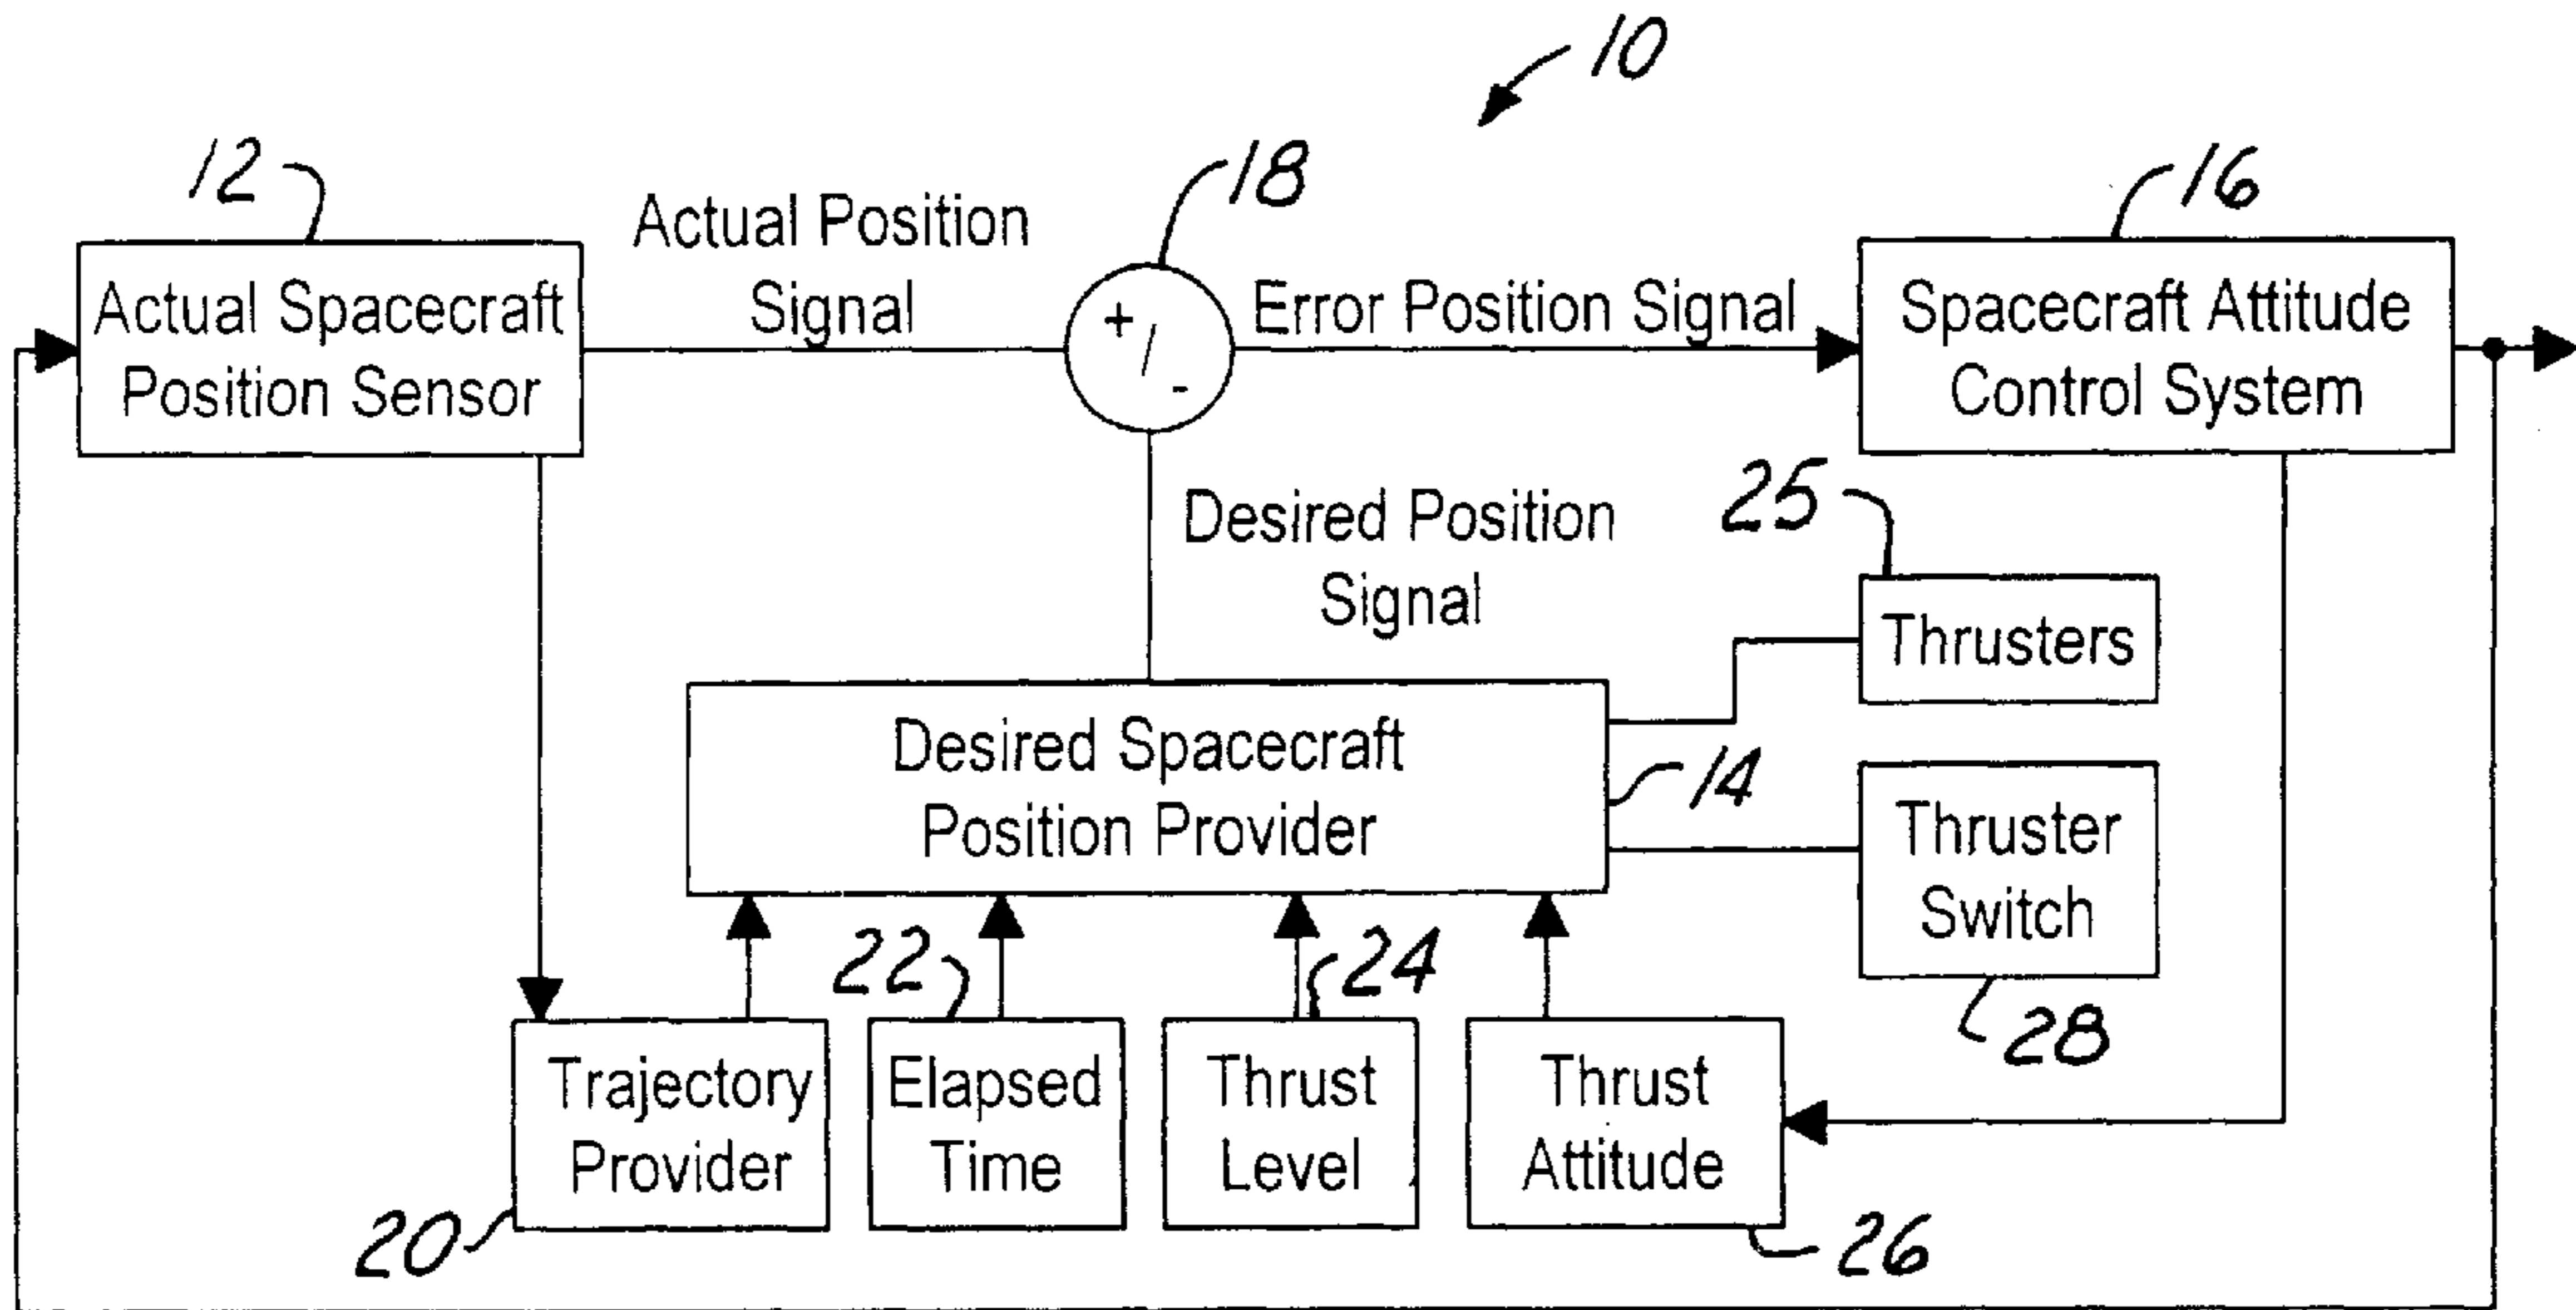 10
12
18
16
Actual Position
Signal
Actual Spacecraft
Position Sensor
+
/
-
Error Position Signal
Spacecraft Attitude
Control System
Desired Position
Signal
25
Thrusters
Desired Spacecraft
Position Provider
14
Thruster
Switch
28
22
24
Trajectory
Provider
20
Elapsed
Time
Thrust
Level
Thrust
Attitude
26